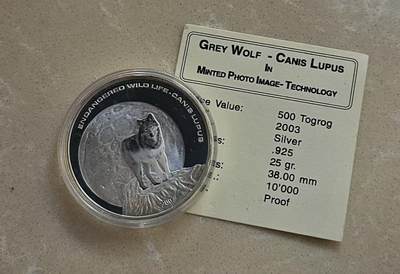 ENDANGERED WILD LIFE - CANIS LUPUS
GREY WOLF - CANIS LUPUS
IN
MINTED PHOTO IMAGE-TECHNOLOGY
Value: 500 Togrog
2003
Silver
.925
25 gr.
38.00 mm
10'000
Proof